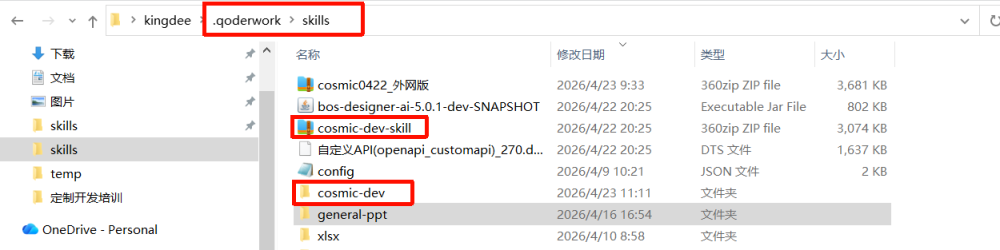 kingdee > .qoderwork > skills
下载
文档
图片
skills
skills
temp
定制开发培训
OneDrive - Personal
名称 修改日期 类型 大小
cosmic0422_外网版 2026/4/23 9:33 360zip ZIP file 3,681 KB
bos-designer-ai-5.0.1-dev-SNAPSHOT 2026/4/22 20:25 Executable Jar File 802 KB
cosmic-dev-skill 2026/4/22 20:25 360zip ZIP file 3,074 KB
自定义API(openapi_customapi)_270.d... 2026/4/22 20:25 DTS 文件 1,637 KB
config 2026/4/9 10:21 JSON 文件 2 KB
cosmic-dev 2026/4/23 11:11 文件夹
general-ppt 2026/4/16 16:54 文件夹
xlsx 2026/4/10 8:58 文件夹